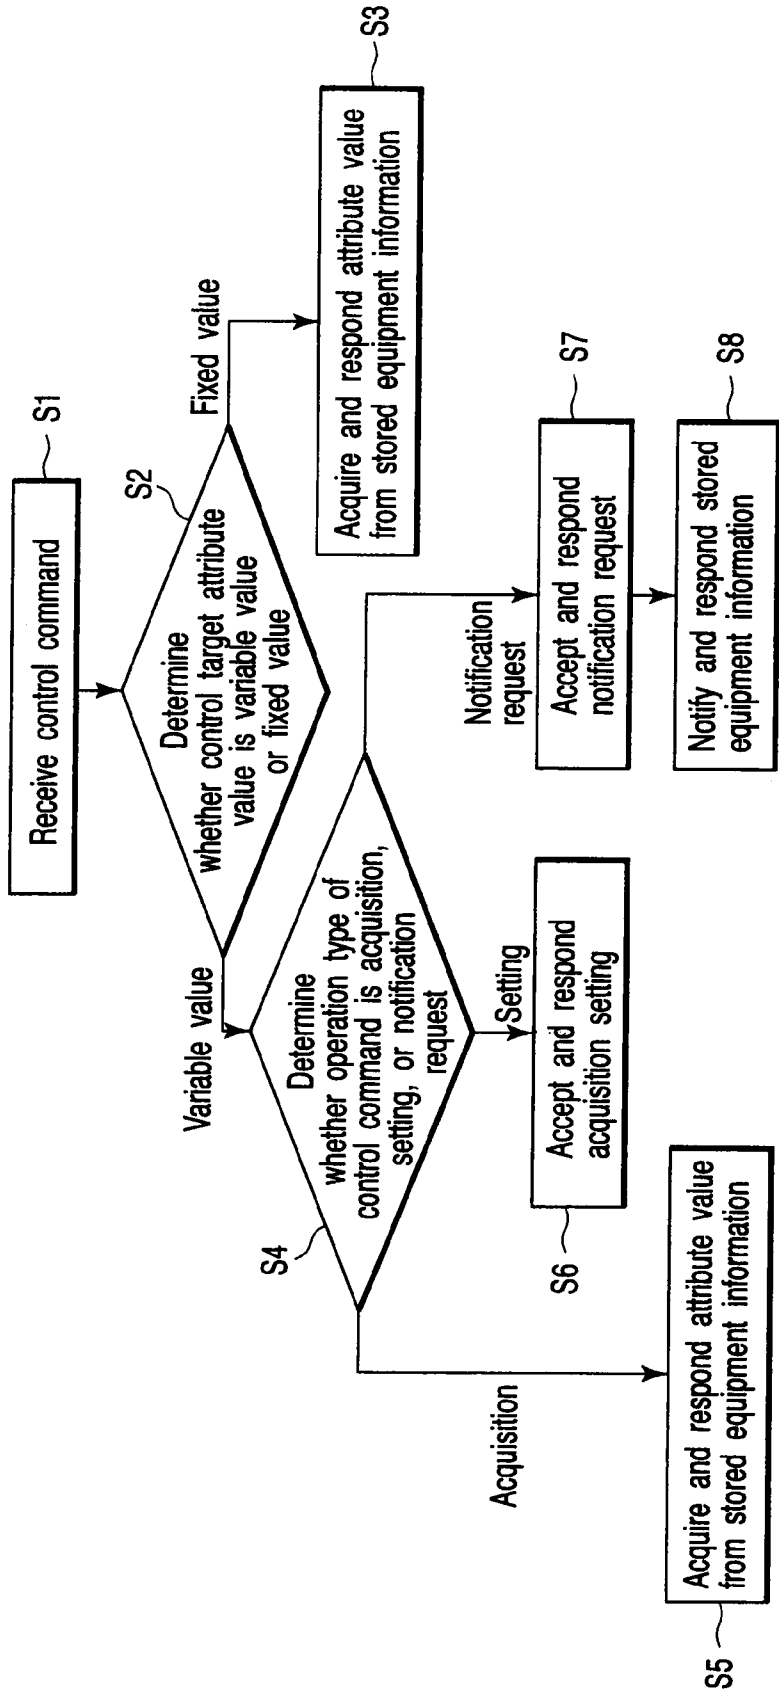 Receive control command
S1
Determine
whether control target attribute
value is variable value
or fixed value
S2
Fixed value
Acquire and respond attribute value
from stored equipment information
S3
Variable value
Determine
whether operation type of
control command is acquisition,
setting, or notification
request
S4
Acquisition
Acquire and respond attribute value
from stored equipment information
S5
Setting
Accept and respond
acquisition setting
S6
Notification
request
Accept and respond
notification request
S7
Notify and respond stored
equipment information
S8